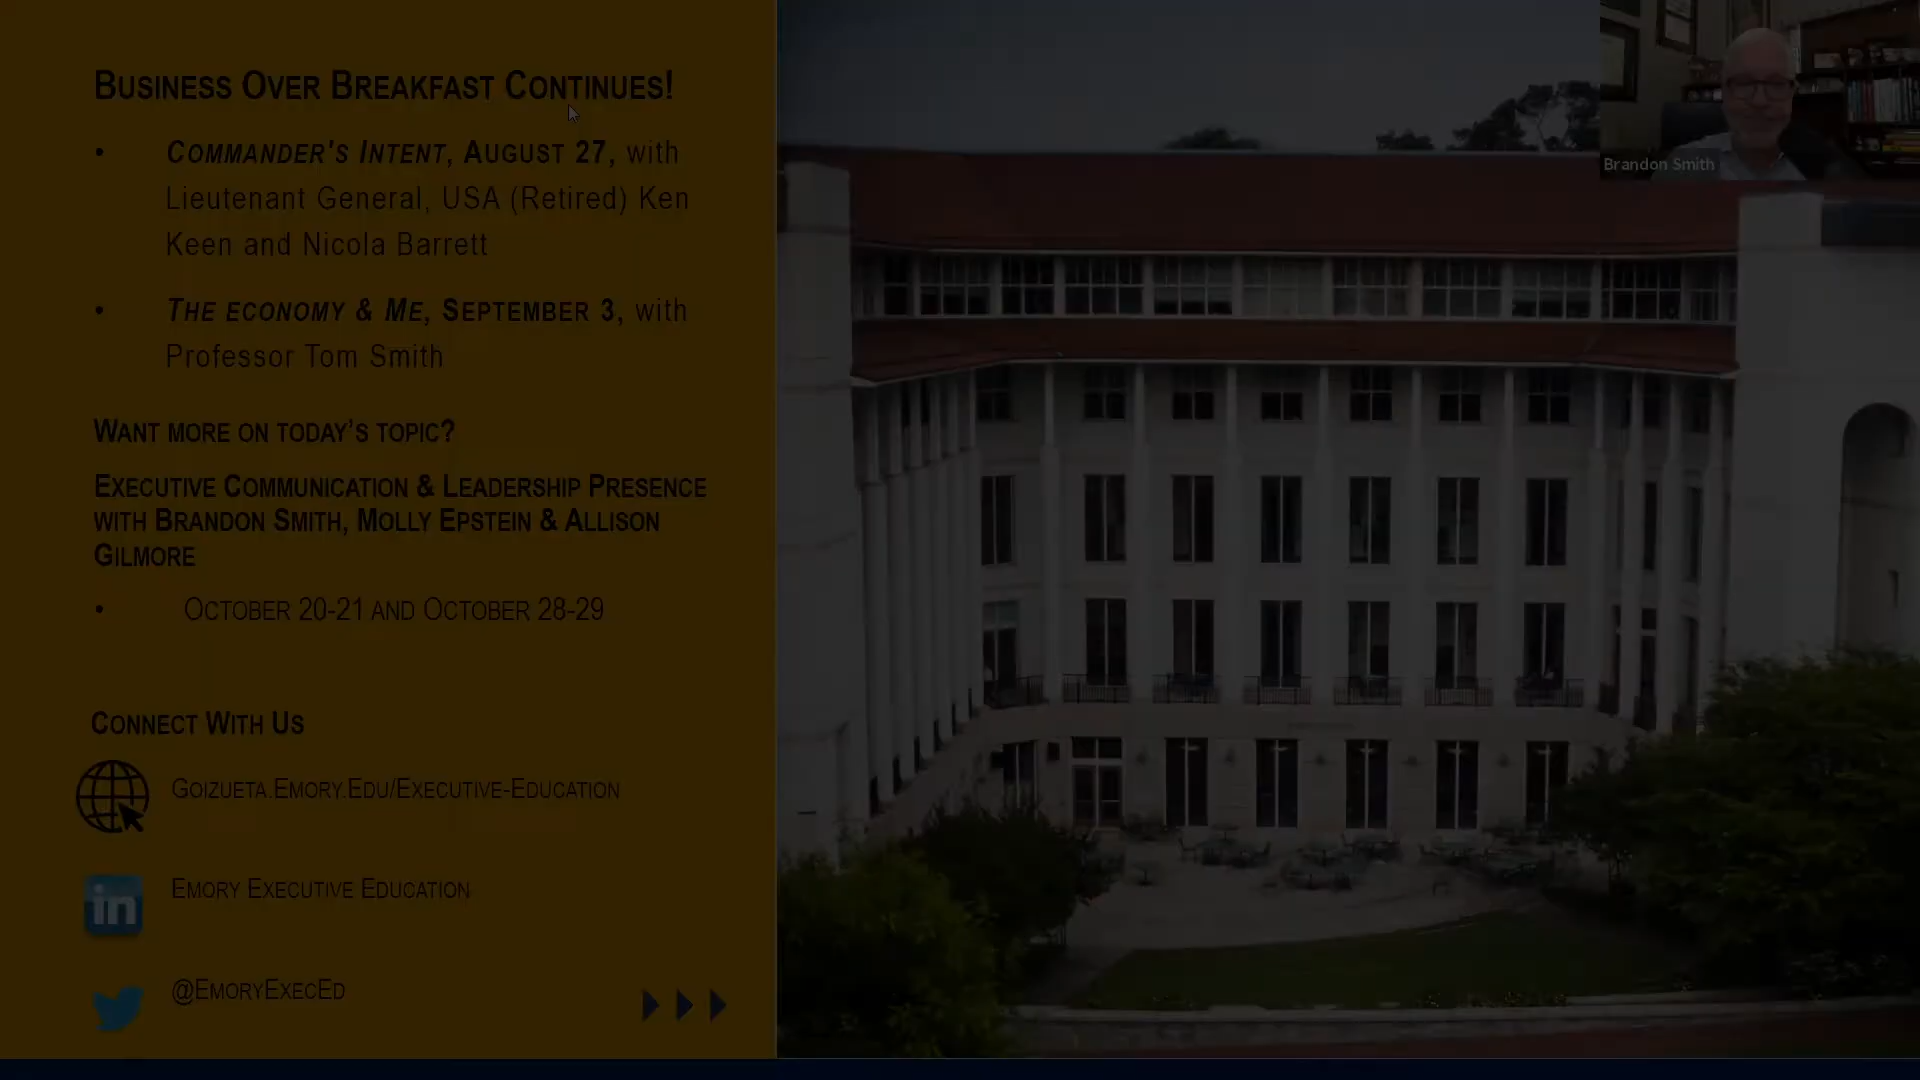 BUSINESS OVER BREAKFAST CONTINUES!
• COMMANDER'S INTENT, AUGUST 27, with
Lieutenant General, USA (Retired) Ken
Keen and Nicola Barrett
• THE ECONOMY & ME, SEPTEMBER 3, with
Professor Tom Smith
WANT MORE ON TODAY'S TOPIC?
EXECUTIVE COMMUNICATION & LEADERSHIP PRESENCE
WITH BRANDON SMITH, MOLLY EPSTEIN & ALLISON
GILMORE
• OCTOBER 20-21 AND OCTOBER 28-29
CONNECT WITH US
GOIZUETA.EMORY.EDU/EXECUTIVE-EDUCATION
in
EMORY EXECUTIVE EDUCATION
@EMORYEXECED
Brandon Smith